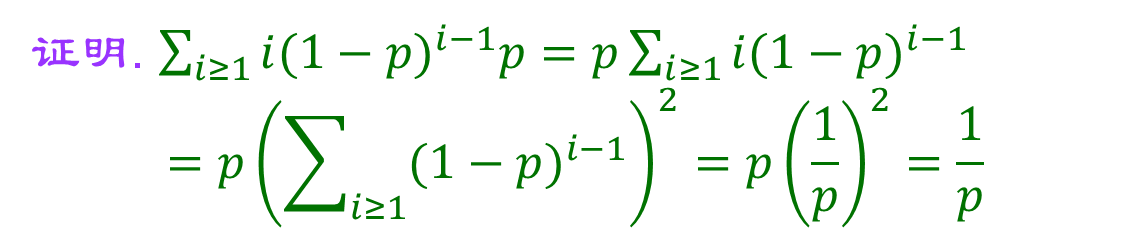 证明. ∑_{i≥1} i(1 − p)^{i−1}p = p ∑_{i≥1} i(1 − p)^{i−1}
= p (∑_{i≥1} (1 − p)^{i−1})^2 = p (1/p)^2 = 1/p